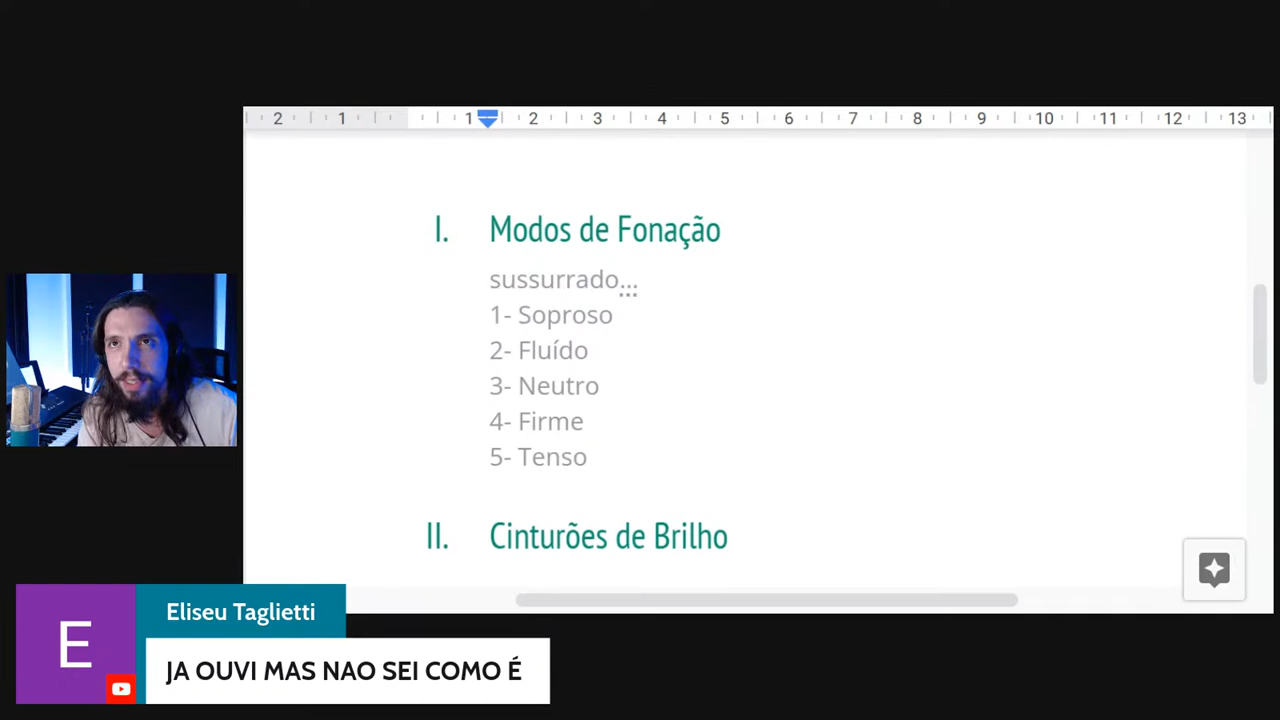 2 1 1 2 3 4 5 6 7 8 9 10 11 12 13
I. Modos de Fonação
sussurrado...
1- Soproso
2- Fluído
3- Neutro
4- Firme
5- Tenso
II. Cinturões de Brilho
E
Eliseu Taglietti
JA OUVI MAS NAO SEI COMO É